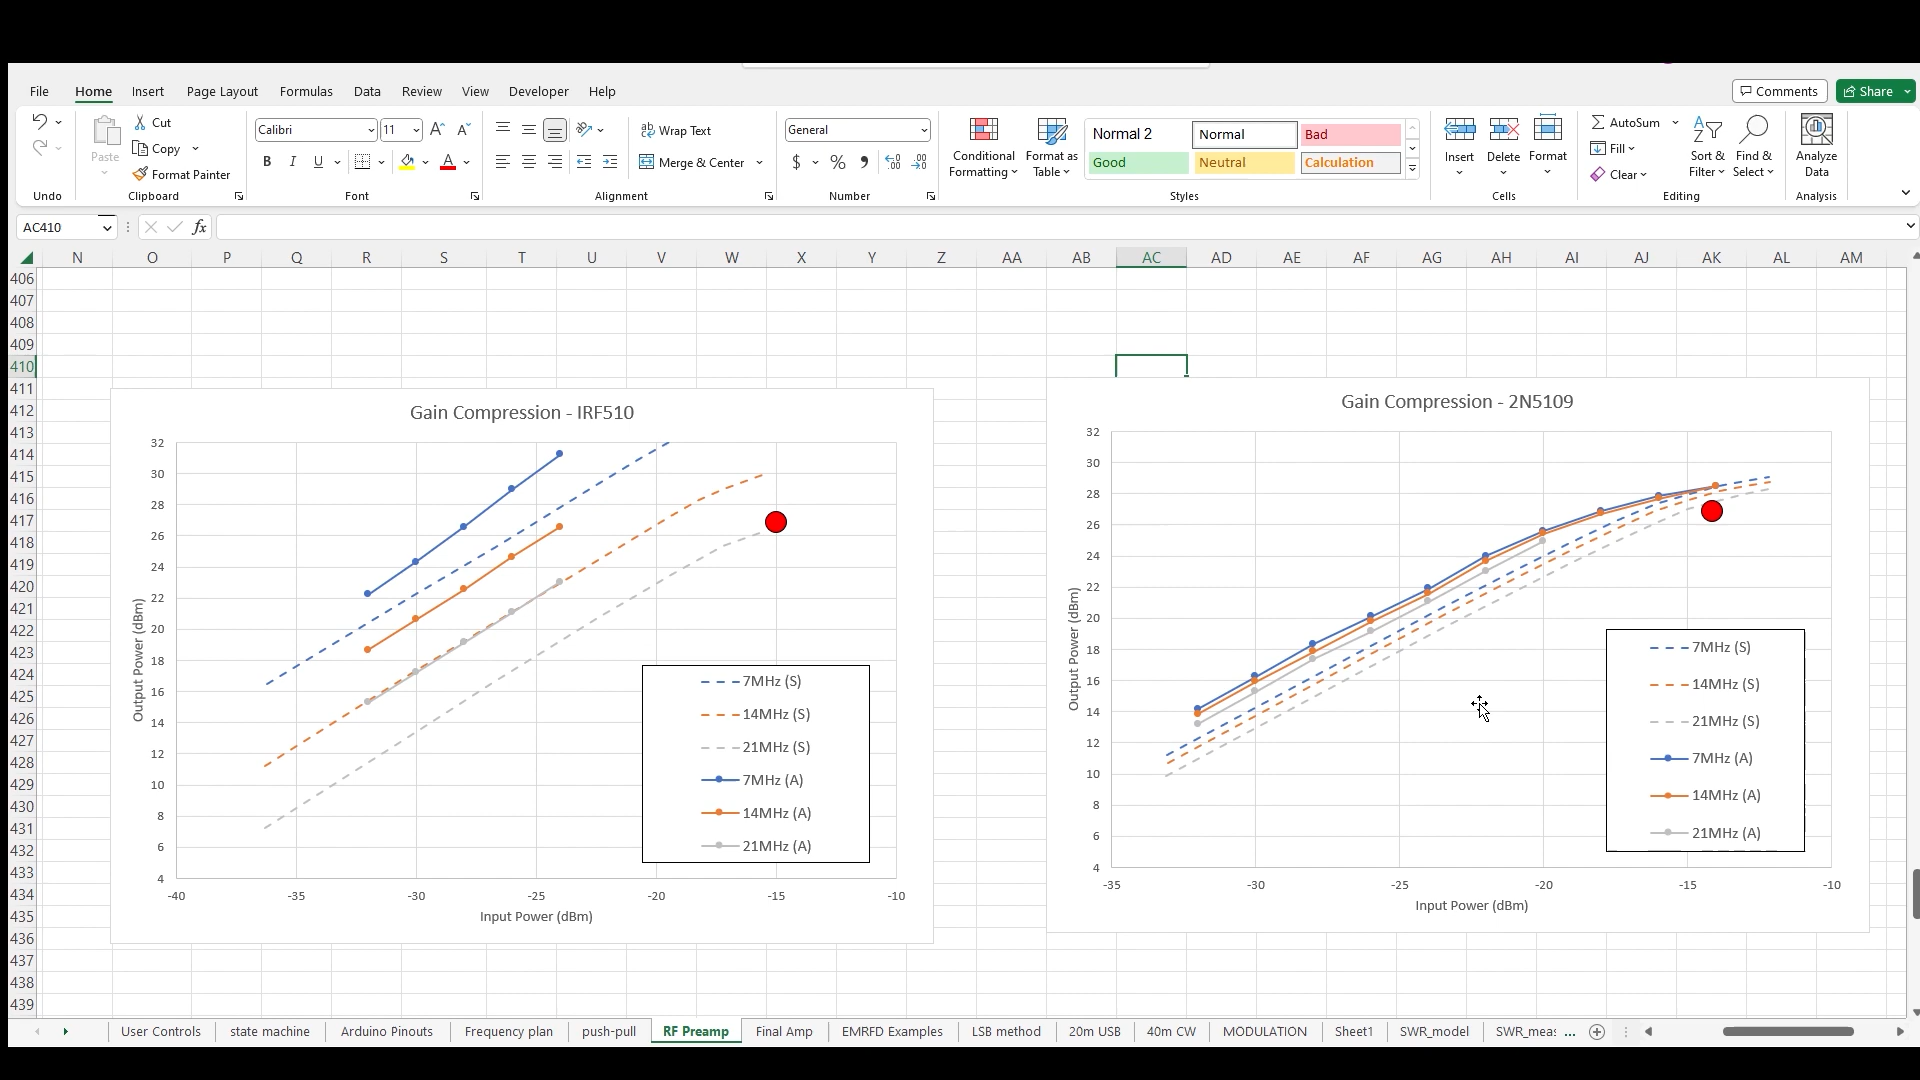 File Home Insert Page Layout Formulas Data Review View Developer Help Comments Share
Paste Cut Copy Format Painter
Calibri 11
B I U A
ab Wrap Text
Merge & Center
General
$ % 9
Conditional Formatting
Format as Table
Normal 2 Normal Bad
Good Neutral Calculation
Insert Delete Format
AutoSum
Fill
Clear
Sort & Filter
Find & Select
Analyze Data
Undo Clipboard Font Alignment Number Styles Cells Editing Analysis
AC410 fx
N O P Q R S T U V W X Y Z AA AB AC AD AE AF AG AH AI AJ AK AL AM
406
407
408
409
410
411
412
413
414
415
416
417
418
419
420
421
422
423
424
425
426
427
428
429
430
431
432
433
434
435
436
437
438
439
Gain Compression - IRF510
Output Power (dBm)
32
30
28
26
24
22
20
18
16
14
12
10
8
6
4
-40 -35 -30 -25 -20 -15 -10
Input Power (dBm)
7MHz (S)
14MHz (S)
21MHz (S)
7MHz (A)
14MHz (A)
21MHz (A)
Gain Compression - 2N5109
Output Power (dBm)
32
30
28
26
24
22
20
18
16
14
12
10
8
6
4
-35 -30 -25 -20 -15 -10
Input Power (dBm)
7MHz (S)
14MHz (S)
21MHz (S)
7MHz (A)
14MHz (A)
21MHz (A)
User Controls state machine Arduino Pinouts Frequency plan push-pull RF Preamp Final Amp EMRFD Examples LSB method 20m USB 40m CW MODULATION Sheet1 SWR_model SWR_meas ...